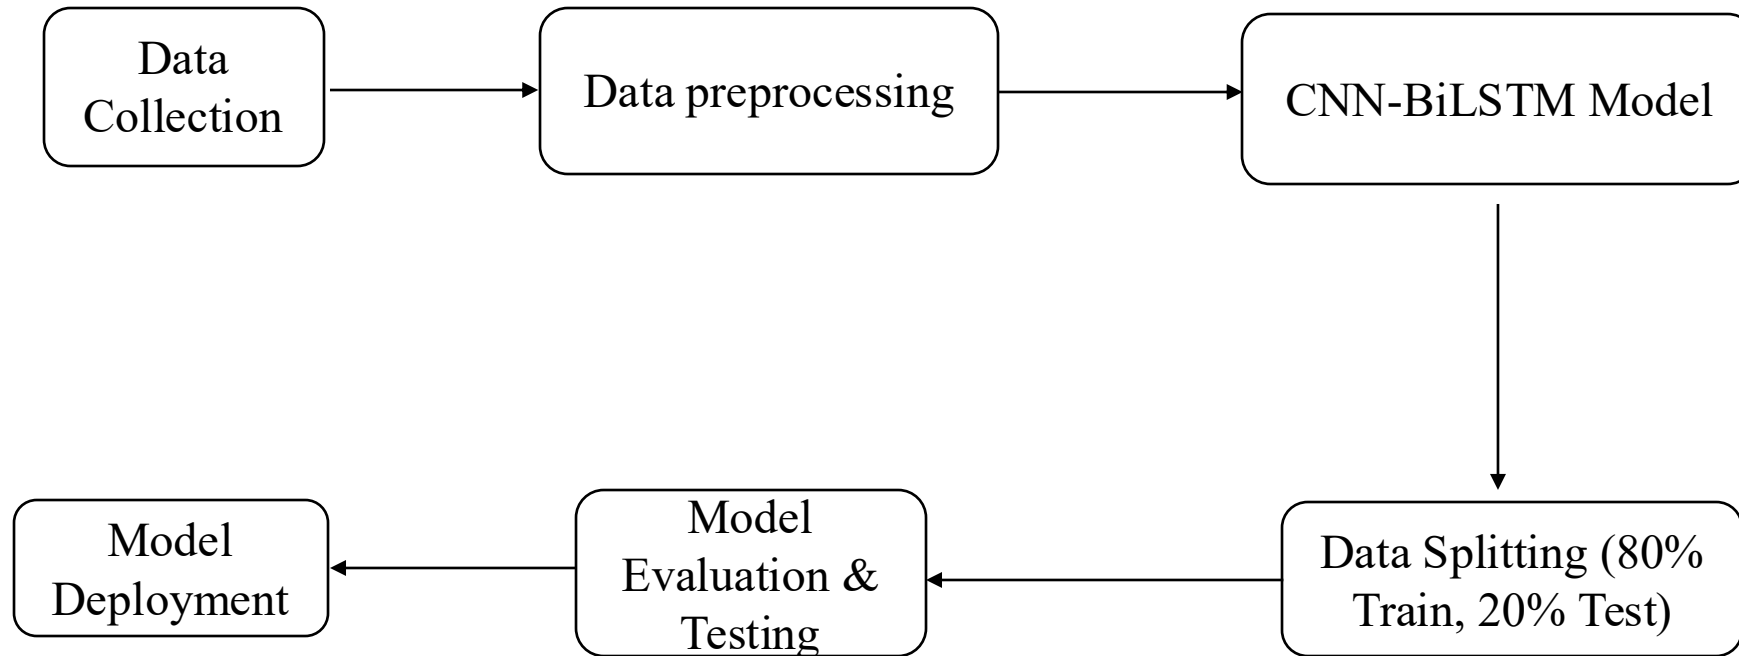 Data
Collection
Data preprocessing
CNN-BiLSTM Model
Data Splitting (80%
Train, 20% Test)
Model
Evaluation &
Testing
Model
Deployment